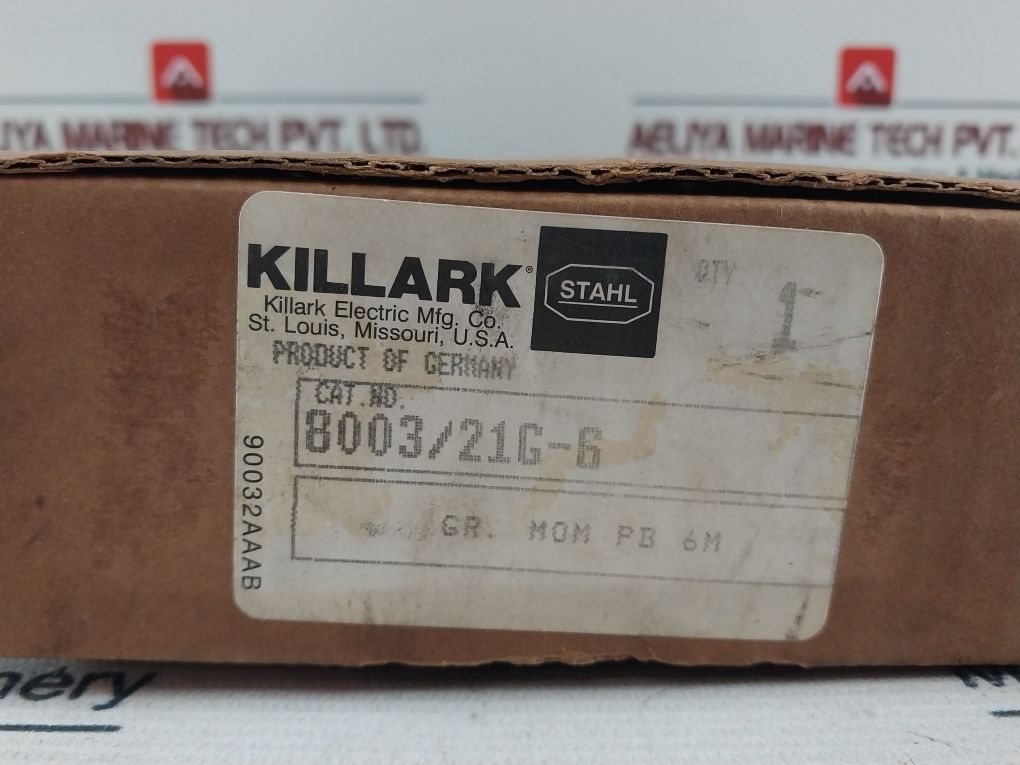 AELIYA MARINE TECH PVT. LTD.
AELIYA MARINE TECH PVT.
KILLARK®
STAHL
QTY
1
Killark Electric Mfg. Co.
St. Louis, Missouri, U.S.A.
PRODUCT OF GERMANY
CAT.NO.
8003/21G-G
GR. MOM PB 6M
90032AAAB